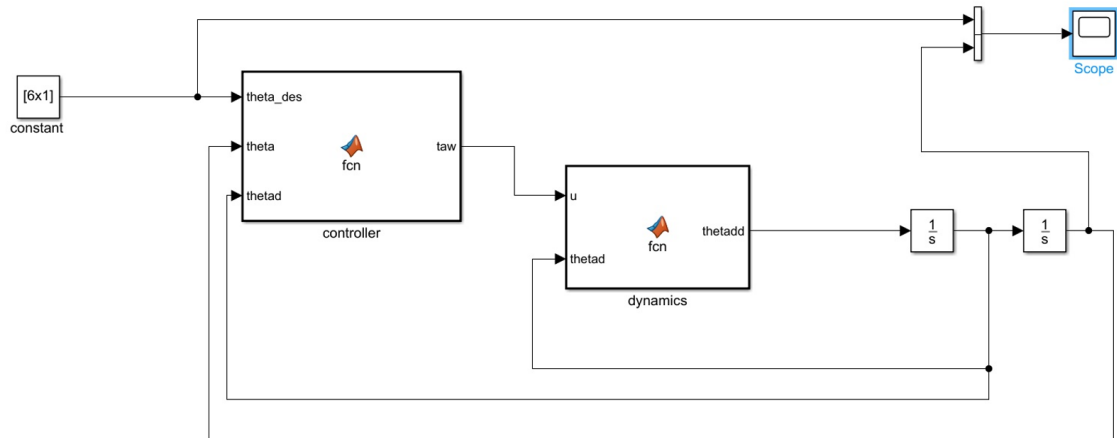 Scope
[6x1]
constant
theta_des
theta
thetad
fcn
taw
controller
u
thetad
fcn
thetadd
dynamics
1
s
1
s